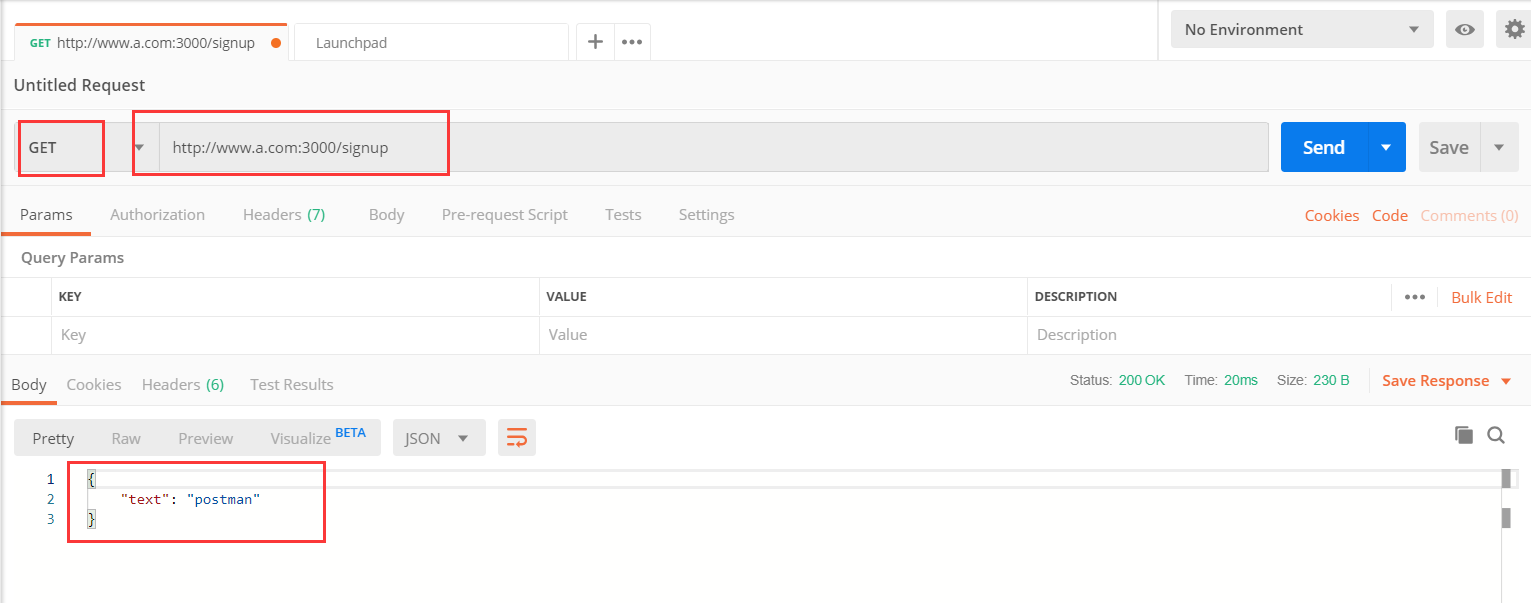 GET http://www.a.com:3000/signup Launchpad No Environment
Untitled Request
GET http://www.a.com:3000/signup Send Save
Params Authorization Headers (7) Body Pre-request Script Tests Settings Cookies Code Comments (0)
Query Params
KEY VALUE DESCRIPTION Bulk Edit
Key Value Description
Body Cookies Headers (6) Test Results Status: 200 OK Time: 20ms Size: 230 B Save Response
Pretty Raw Preview Visualize BETA JSON
1 {
2 "text": "postman"
3 }